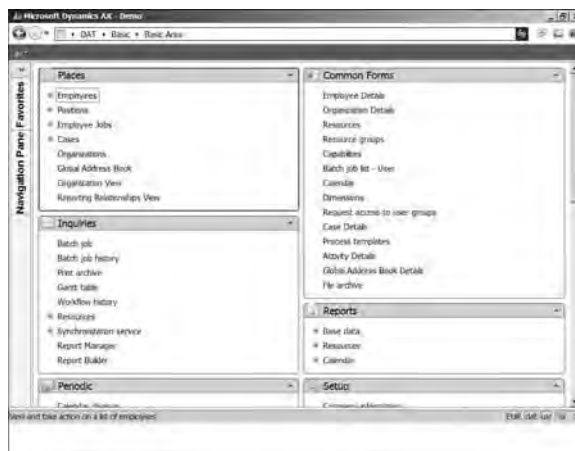 Microsoft Dynamics AX - Demo
DAT • Basic • Basic Area
Favorites
Navigation Pane
Places
Employees
Positions
Employee Jobs
Cases
Organizations
Global Address Book
Organization View
Reporting Relationships View
Inquiries
Batch job
Batch job history
Print archive
Gantt table
Workflow history
Resources
Synchronization service
Report Manager
Report Builder
Periodic
Common Forms
Employee Details
Organization Details
Resources
Resource groups
Capabilities
Batch job list - User
Calendar
Dimensions
Request access to user groups
Case Details
Process templates
Activity Details
Global Address Book Details
File archive
Reports
Base data
Resources
Calendar
Setup
View and take action on a list of employees